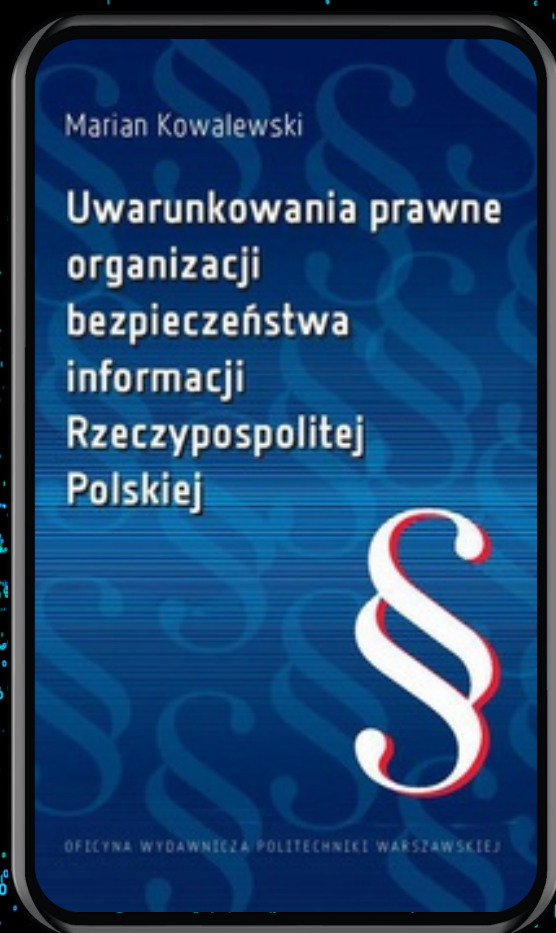 Marian Kowalewski
Uwarunkowania prawne
organizacji
bezpieczeństwa
informacji
Rzeczypospolitej
Polskiej
§
OFICYNA WYDAWNICZA POLITECHNIKI WARSZAWSKIEJ